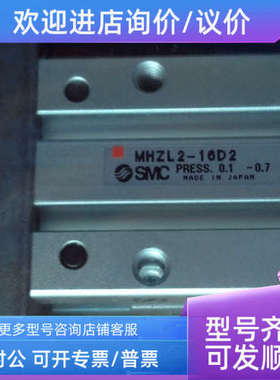 欢迎进店咨询/议价
MHZL2-16D2
SMC PRESS. 0.1 -0.7
MADE IN JAPAN
更多型号咨询店铺客服
型号齐
对公 可开专票/普票
可发顺